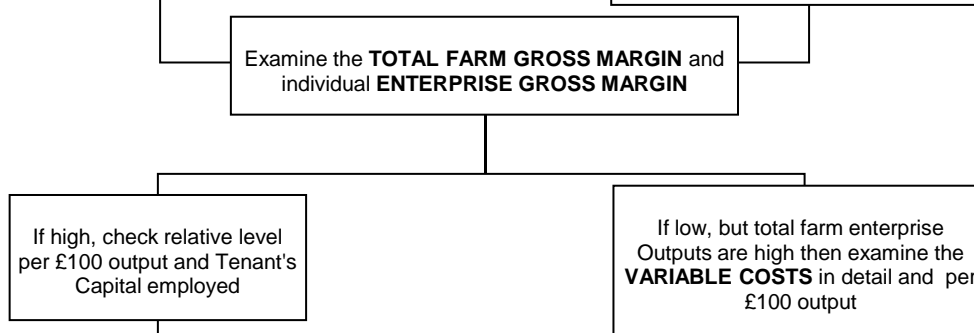 Examine the TOTAL FARM GROSS MARGIN and
individual ENTERPRISE GROSS MARGIN
If high, check relative level
per £100 output and Tenant's
Capital employed
If low, but total farm enterprise
Outputs are high then examine the
VARIABLE COSTS in detail and per
£100 output